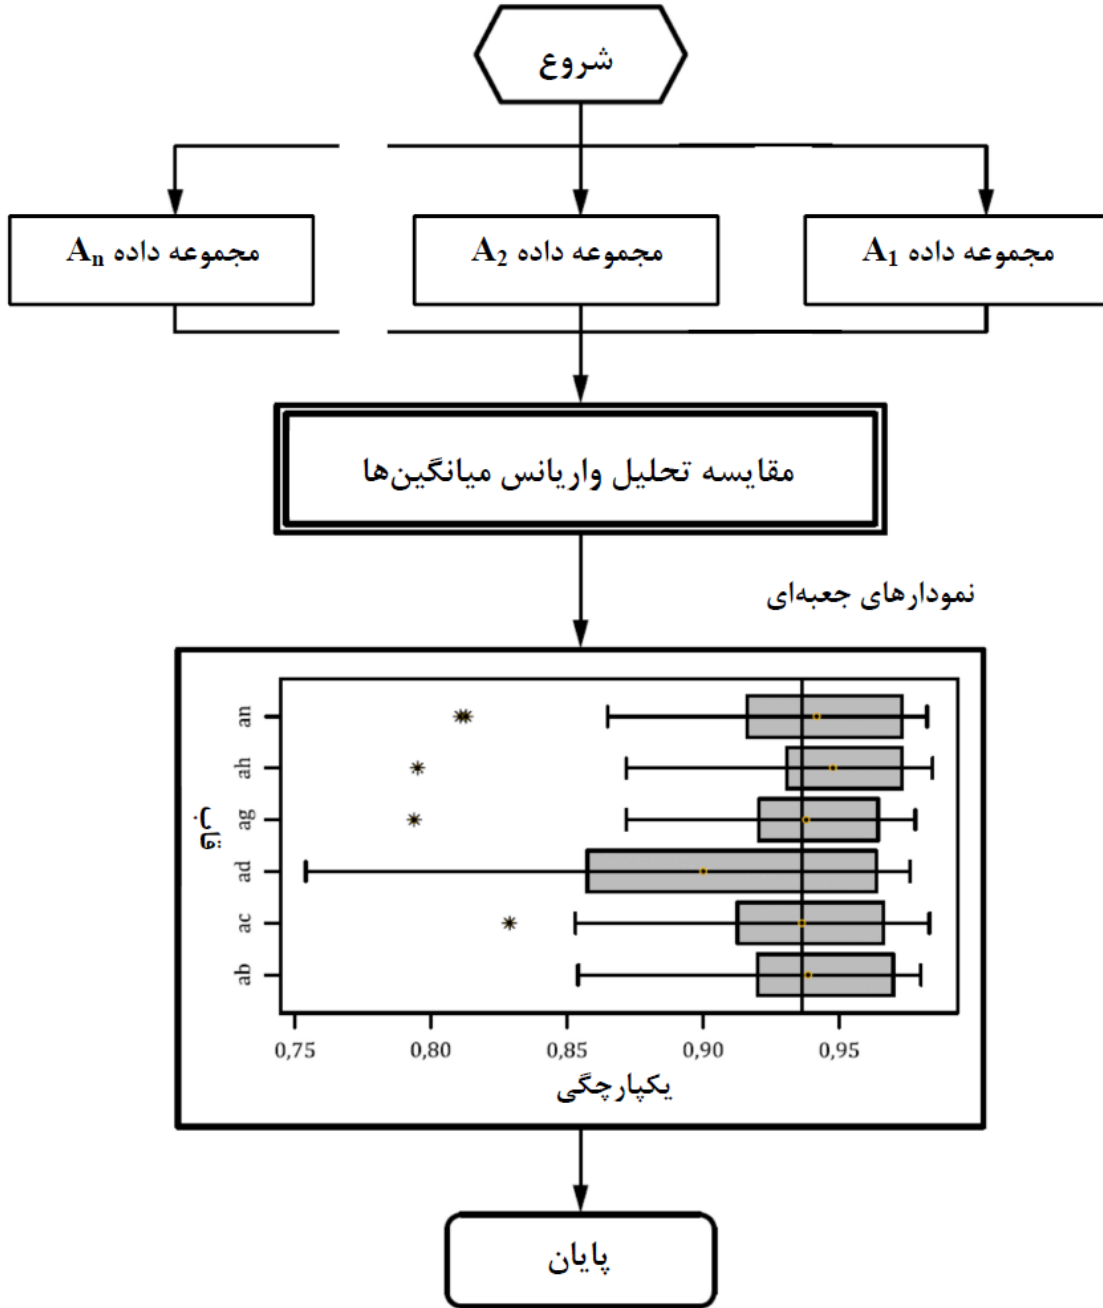 شروع
مجموعه داده A₁
مجموعه داده A₂
مجموعه داده Aₙ
مقایسه تحلیل واریانس میانگین‌ها
نمودارهای جعبه‌ای
قاب
an
ah
ag
ad
ac
ab
0,75 0,80 0,85 0,90 0,95
یکپارچگی
پایان